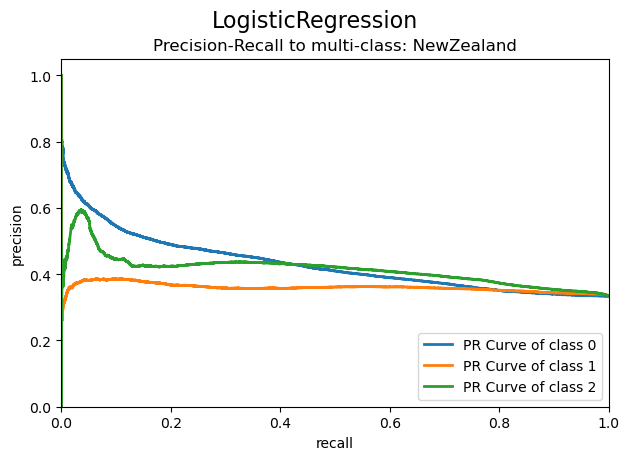 LogisticRegression
Precision-Recall to multi-class: NewZealand
precision
1.0
0.8
0.6
0.4
0.2
0.0
0.0 0.2 0.4 0.6 0.8 1.0
recall
PR Curve of class 0
PR Curve of class 1
PR Curve of class 2